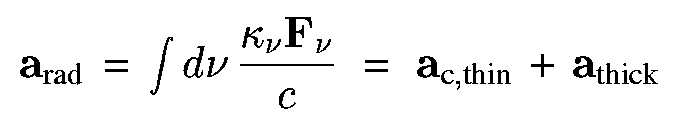 a_rad = ∫ dν κ_ν F_ν / c = a_c,thin + a_thick